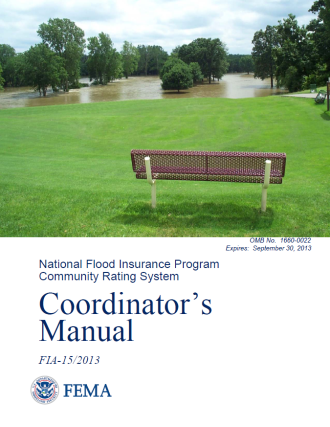 OMB No. 1660-0022
Expires: September 30, 2013
National Flood Insurance Program
Community Rating System
Coordinator's
Manual
FIA-15/2013
FEMA